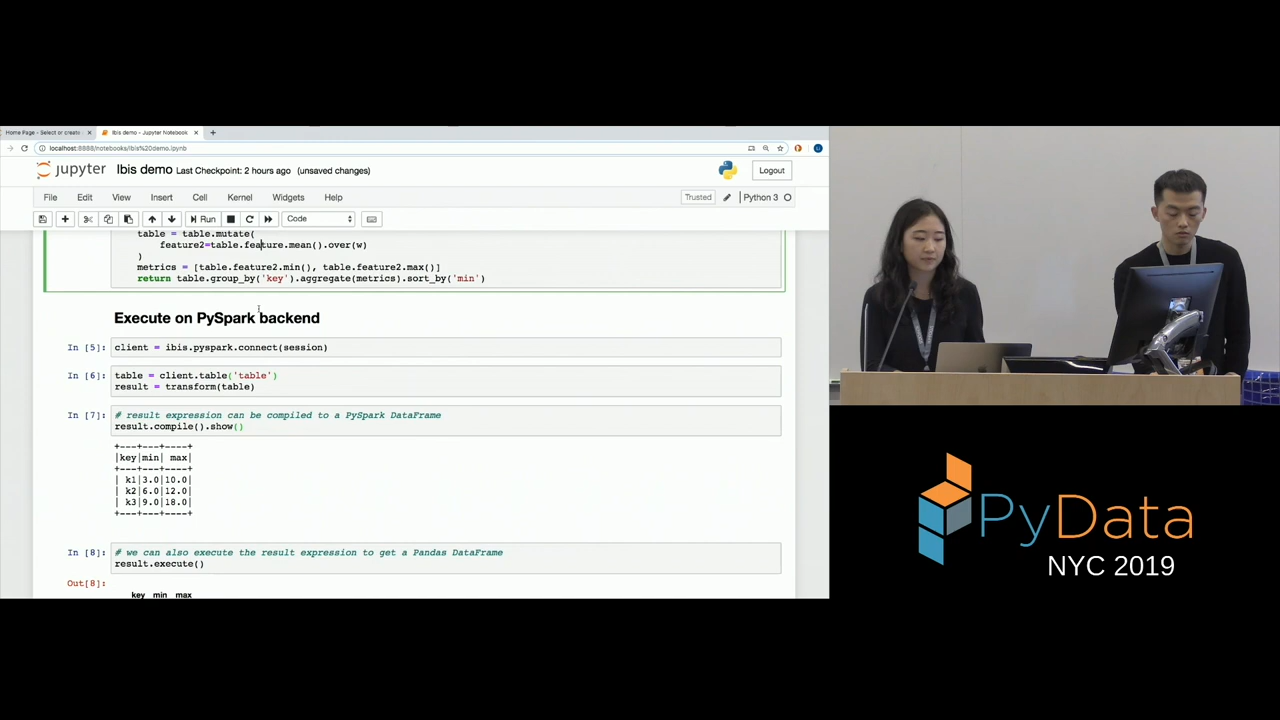 Home Page - Select or create
Ibis demo - Jupyter Notebook
localhost:8888/notebooks/Ibis%20demo.ipynb
jupyter Ibis demo Last Checkpoint: 2 hours ago (unsaved changes)
Logout
File Edit View Insert Cell Kernel Widgets Help
Trusted Python 3
Run Code
table = table.mutate(
feature2=table.feature.mean().over(w)
)
metrics = [table.feature2.min(), table.feature2.max()]
return table.group_by('key').aggregate(metrics).sort_by('min')
Execute on PySpark backend
In [5]: client = ibis.pyspark.connect(session)
In [6]: table = client.table('table')
result = transform(table)
In [7]: # result expression can be compiled to a PySpark DataFrame
result.compile().show()
+---+---+----+
|key|min| max|
+---+---+----+
| k1|3.0|10.0|
| k2|6.0|12.0|
| k3|9.0|18.0|
+---+---+----+
In [8]: # we can also execute the result expression to get a Pandas DataFrame
result.execute()
Out[8]:
key min max
PyData
NYC 2019